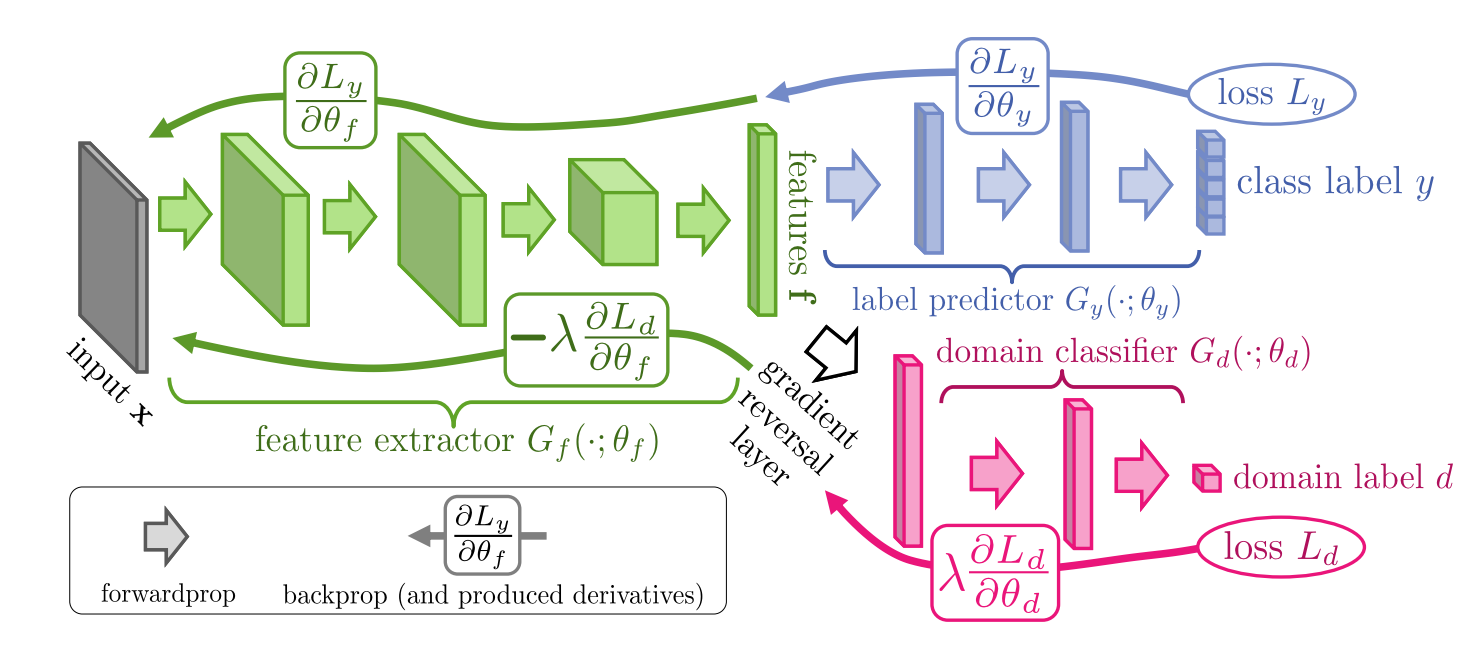 ∂L_y
∂θ_f
∂L_y
∂θ_y
loss L_y
class label y
features f
label predictor G_y(·; θ_y)
input x
−λ ∂L_d
∂θ_f
gradient
reversal
layer
domain classifier G_d(·; θ_d)
feature extractor G_f(·; θ_f)
domain label d
λ ∂L_d
∂θ_d
loss L_d
∂L_y
∂θ_f
forwardprop
backprop (and produced derivatives)